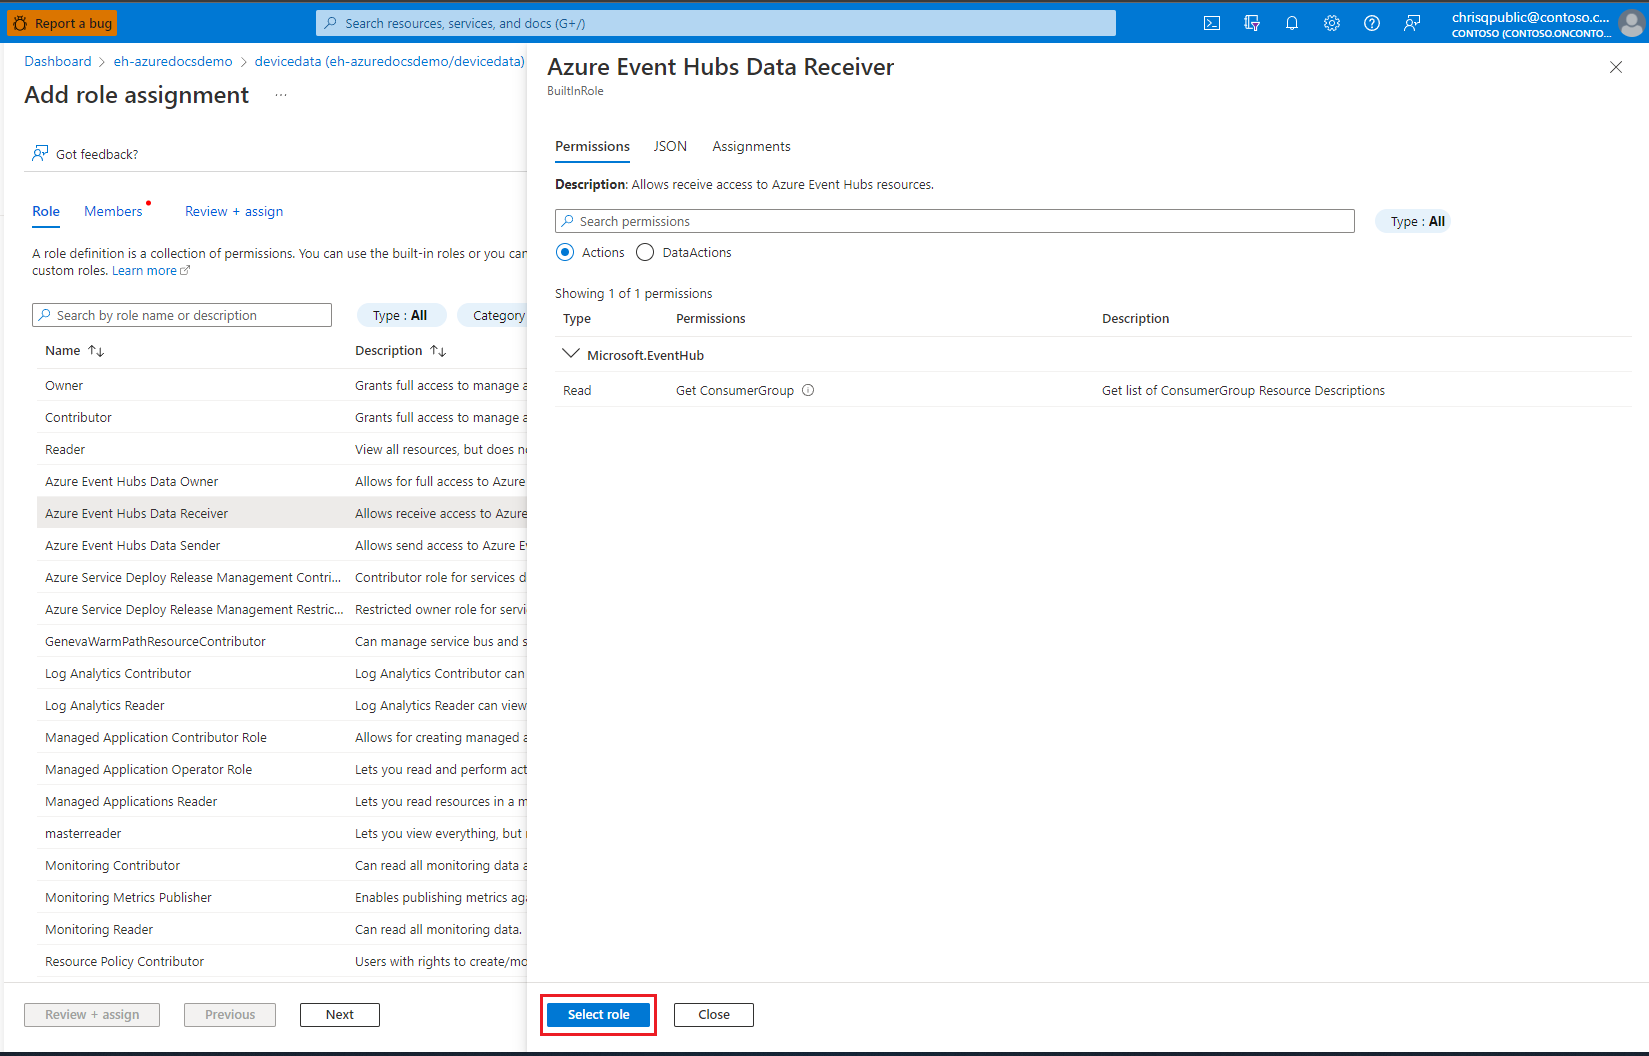 Report a bug
Search resources, services, and docs (G+/)
chrisqpublic@contoso.c...
CONTOSO (CONTOSO.ONCONTO...
Dashboard > eh-azuredocsdemo > devicedata (eh-azuredocsdemo/devicedata)
Add role assignment ...
Got feedback?
Role Members Review + assign
A role definition is a collection of permissions. You can use the built-in roles or you can
custom roles. Learn more
Search by role name or description Type : All Category
Name Description
Owner Grants full access to manage a
Contributor Grants full access to manage a
Reader View all resources, but does no
Azure Event Hubs Data Owner Allows for full access to Azure
Azure Event Hubs Data Receiver Allows receive access to Azure
Azure Event Hubs Data Sender Allows send access to Azure Ev
Azure Service Deploy Release Management Contri... Contributor role for services d
Azure Service Deploy Release Management Restric... Restricted owner role for servi
GenevaWarmPathResourceContributor Can manage service bus and s
Log Analytics Contributor Log Analytics Contributor can
Log Analytics Reader Log Analytics Reader can view
Managed Application Contributor Role Allows for creating managed a
Managed Application Operator Role Lets you read and perform act
Managed Applications Reader Lets you read resources in a m
masterreader Lets you view everything, but
Monitoring Contributor Can read all monitoring data a
Monitoring Metrics Publisher Enables publishing metrics aga
Monitoring Reader Can read all monitoring data.
Resource Policy Contributor Users with rights to create/mo
Review + assign Previous Next
Azure Event Hubs Data Receiver
BuiltInRole
Permissions JSON Assignments
Description: Allows receive access to Azure Event Hubs resources.
Search permissions Type : All
Actions DataActions
Showing 1 of 1 permissions
Type Permissions Description
Microsoft.EventHub
Read Get ConsumerGroup Get list of ConsumerGroup Resource Descriptions
Select role Close